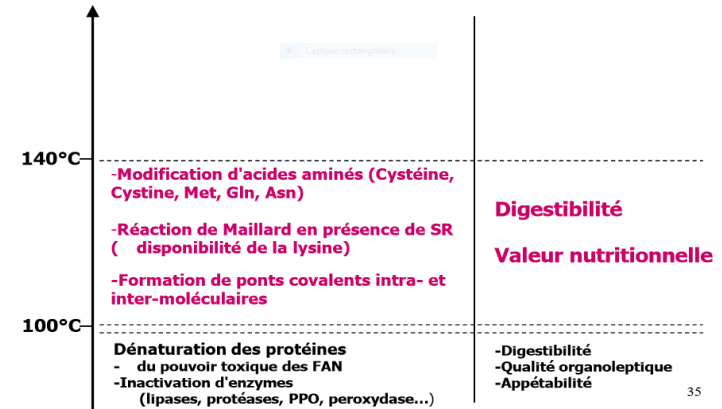 Capture rectangulaire
140°C
-Modification d'acides aminés (Cystéine,
Cystine, Met, Gln, Asn)
-Réaction de Maillard en présence de SR
( disponibilité de la lysine)
-Formation de ponts covalents intra- et
inter-moléculaires
Digestibilité
Valeur nutritionnelle
100°C
Dénaturation des protéines
- du pouvoir toxique des FAN
-Inactivation d'enzymes
(lipases, protéases, PPO, peroxydase...)
-Digestibilité
-Qualité organoleptique
-Appétabilité
35